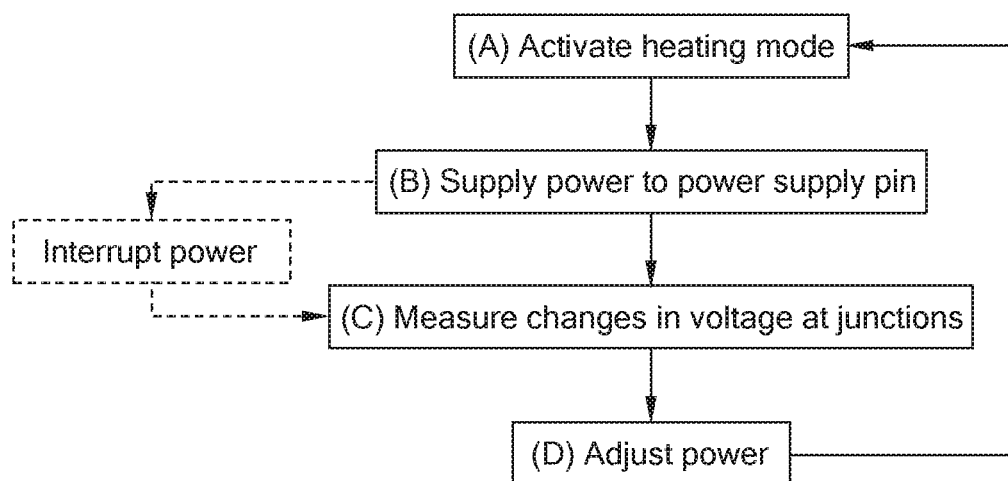 (A) Activate heating mode
(B) Supply power to power supply pin
Interrupt power
(C) Measure changes in voltage at junctions
(D) Adjust power